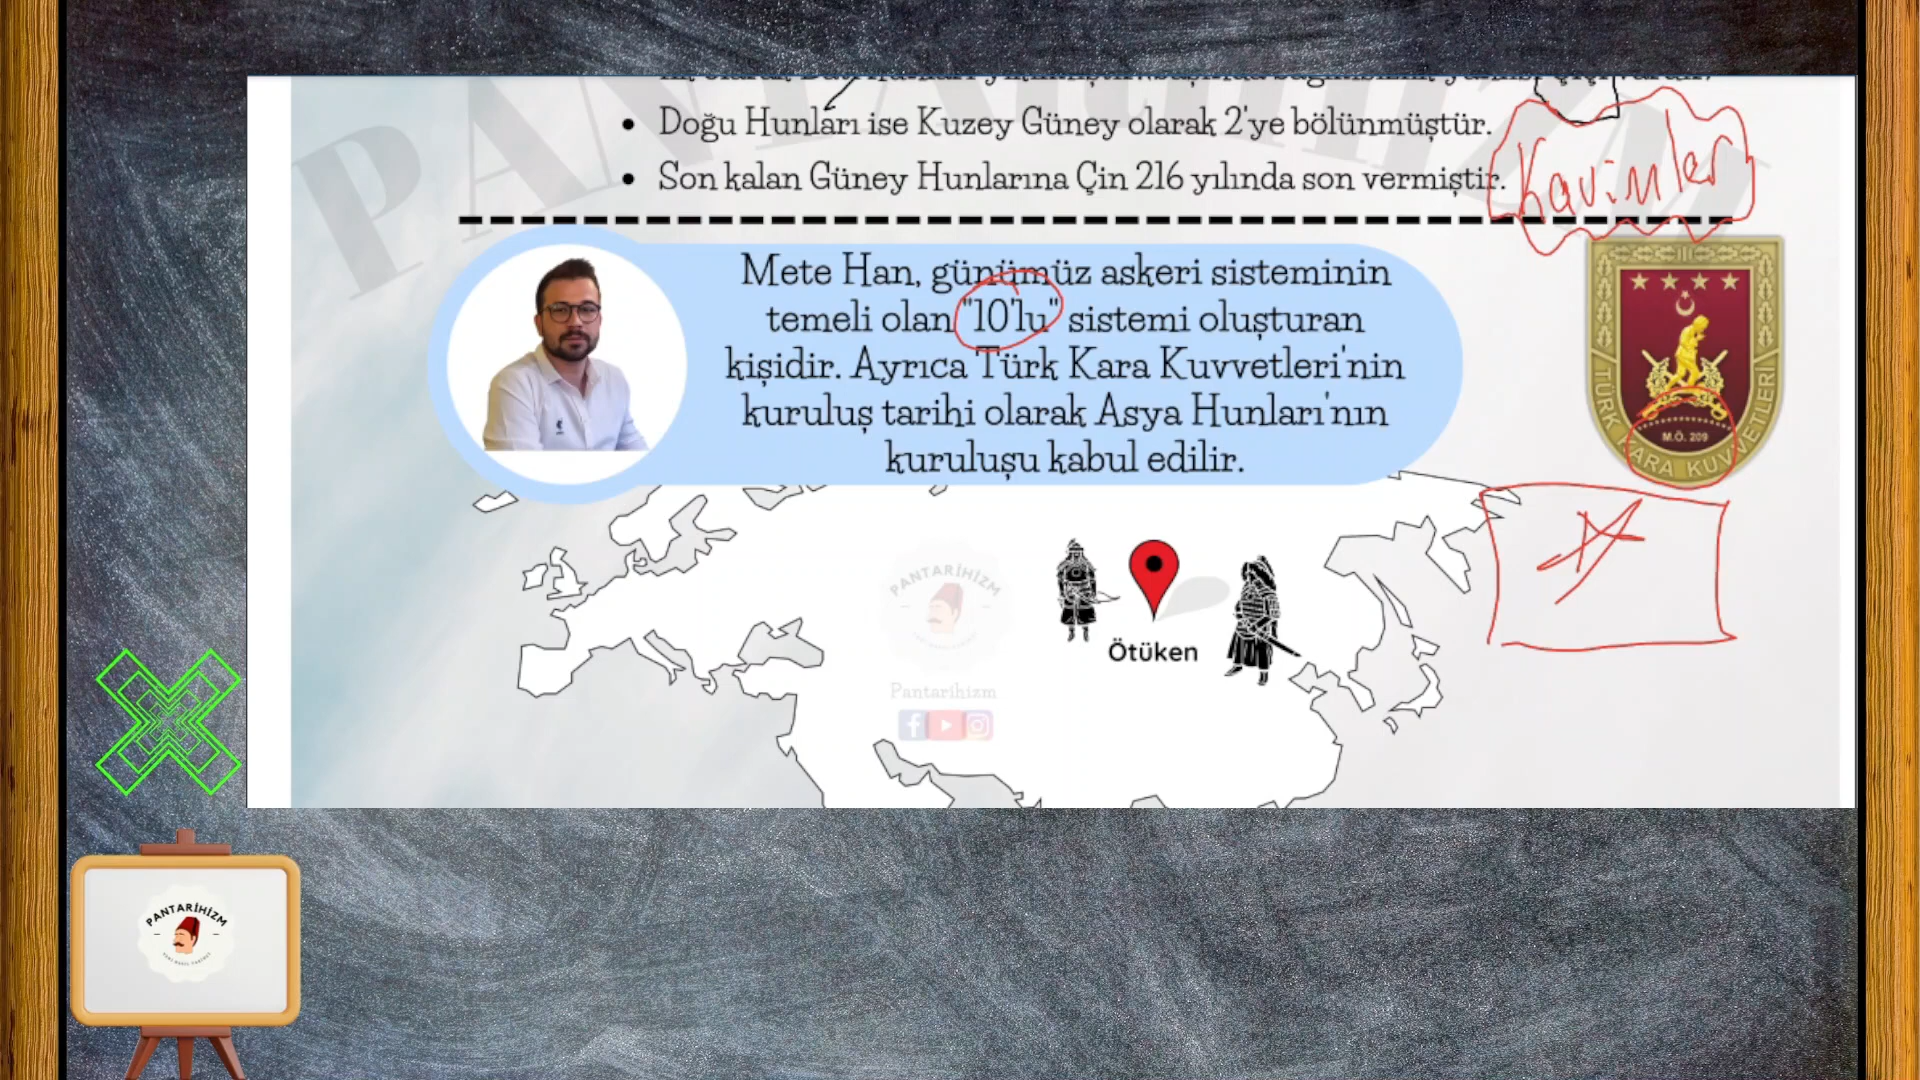 Doğu Hunları ise Kuzey Güney olarak 2'ye bölünmüştür.
Son kalan Güney Hunlarına Çin 216 yılında son vermiştir.
Kavimler
PANTARİHİZM
Mete Han, günümüz askeri sisteminin
temeli olan "10'lu" sistemi oluşturan
kişidir. Ayrıca Türk Kara Kuvvetleri'nin
kuruluş tarihi olarak Asya Hunları'nın
kuruluşu kabul edilir.
M.Ö. 209
TÜRK KARA KUVVETLERİ
PANTARİHİZM
Ötüken
Pantarihizm
PANTARİHİZM